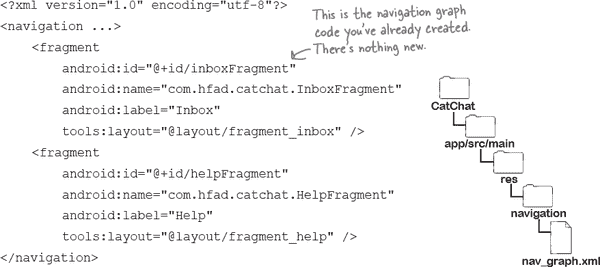 <?xml version="1.0" encoding="utf-8"?>
<navigation ...>
    <fragment
        android:id="@+id/inboxFragment"
        android:name="com.hfad.catchat.InboxFragment"
        android:label="Inbox"
        tools:layout="@layout/fragment_inbox" />
    <fragment
        android:id="@+id/helpFragment"
        android:name="com.hfad.catchat.HelpFragment"
        android:label="Help"
        tools:layout="@layout/fragment_help" />
</navigation>
This is the navigation graph
code you've already created.
There's nothing new.
CatChat
app/src/main
res
navigation
nav_graph.xml